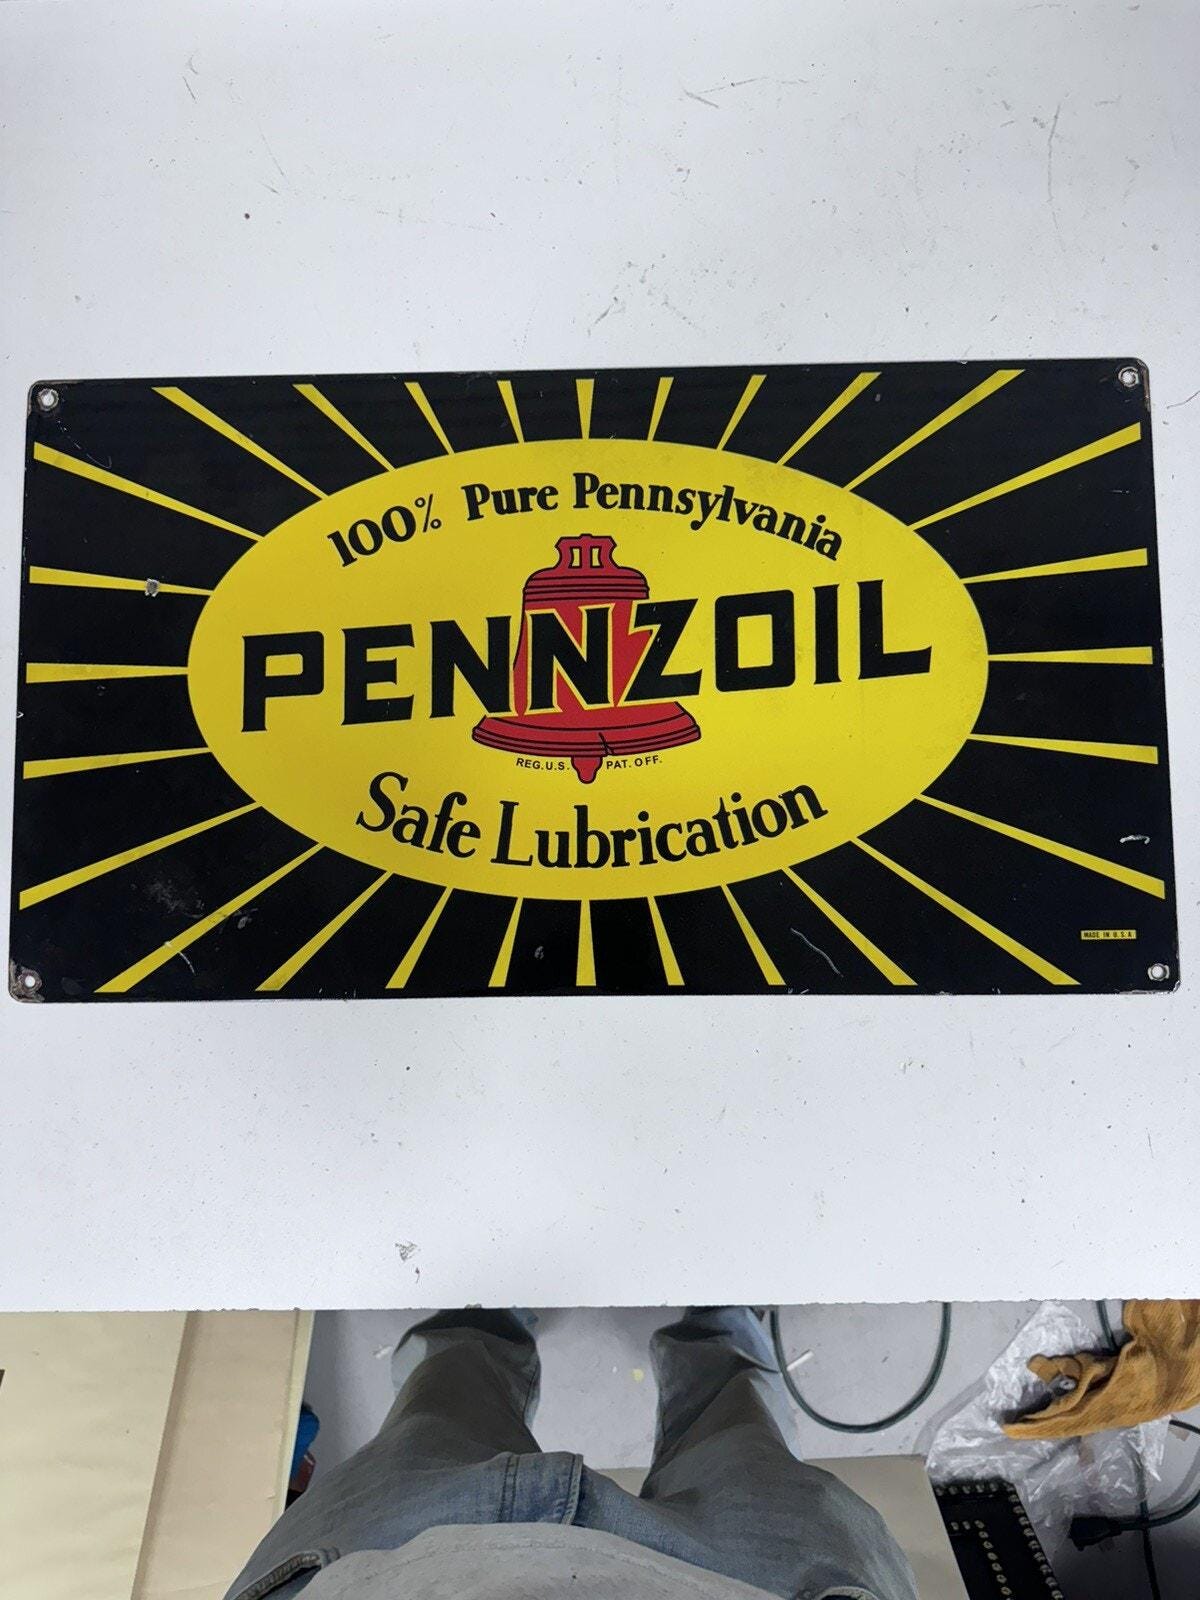 100% Pure Pennsylvania
PENNZOIL
REG.U.S. PAT.OFF.
Safe Lubrication
MADE IN U.S.A